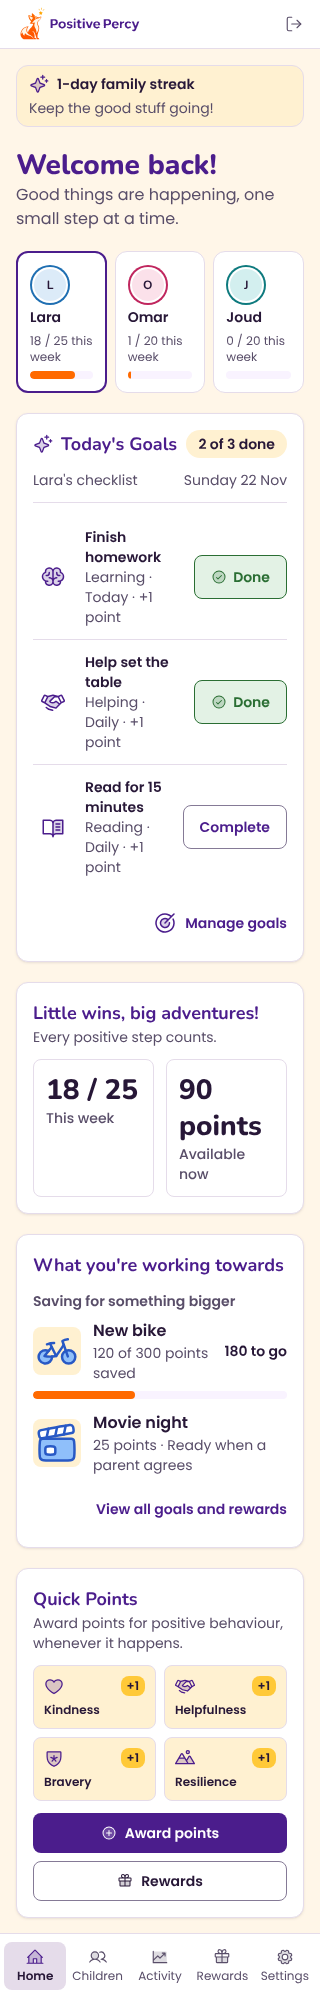 Positive Percy
1-day family streak
Keep the good stuff going!
Welcome back!
Good things are happening, one
small step at a time.
L
Lara
18 / 25 this
week
O
Omar
1 / 20 this
week
J
Joud
0 / 20 this
week
Today's Goals
2 of 3 done
Lara's checklist
Sunday 22 Nov
Finish
homework
Learning ·
Today · +1
point
Done
Help set the
table
Helping ·
Daily · +1
point
Done
Read for 15
minutes
Reading ·
Daily · +1
point
Complete
Manage goals
Little wins, big adventures!
Every positive step counts.
18 / 25
This week
90
points
Available
now
What you're working towards
Saving for something bigger
New bike
120 of 300 points
saved
180 to go
Movie night
25 points · Ready when a
parent agrees
View all goals and rewards
Quick Points
Award points for positive behaviour,
whenever it happens.
+1
Kindness
+1
Helpfulness
+1
Bravery
+1
Resilience
Award points
Rewards
Home
Children
Activity
Rewards
Settings